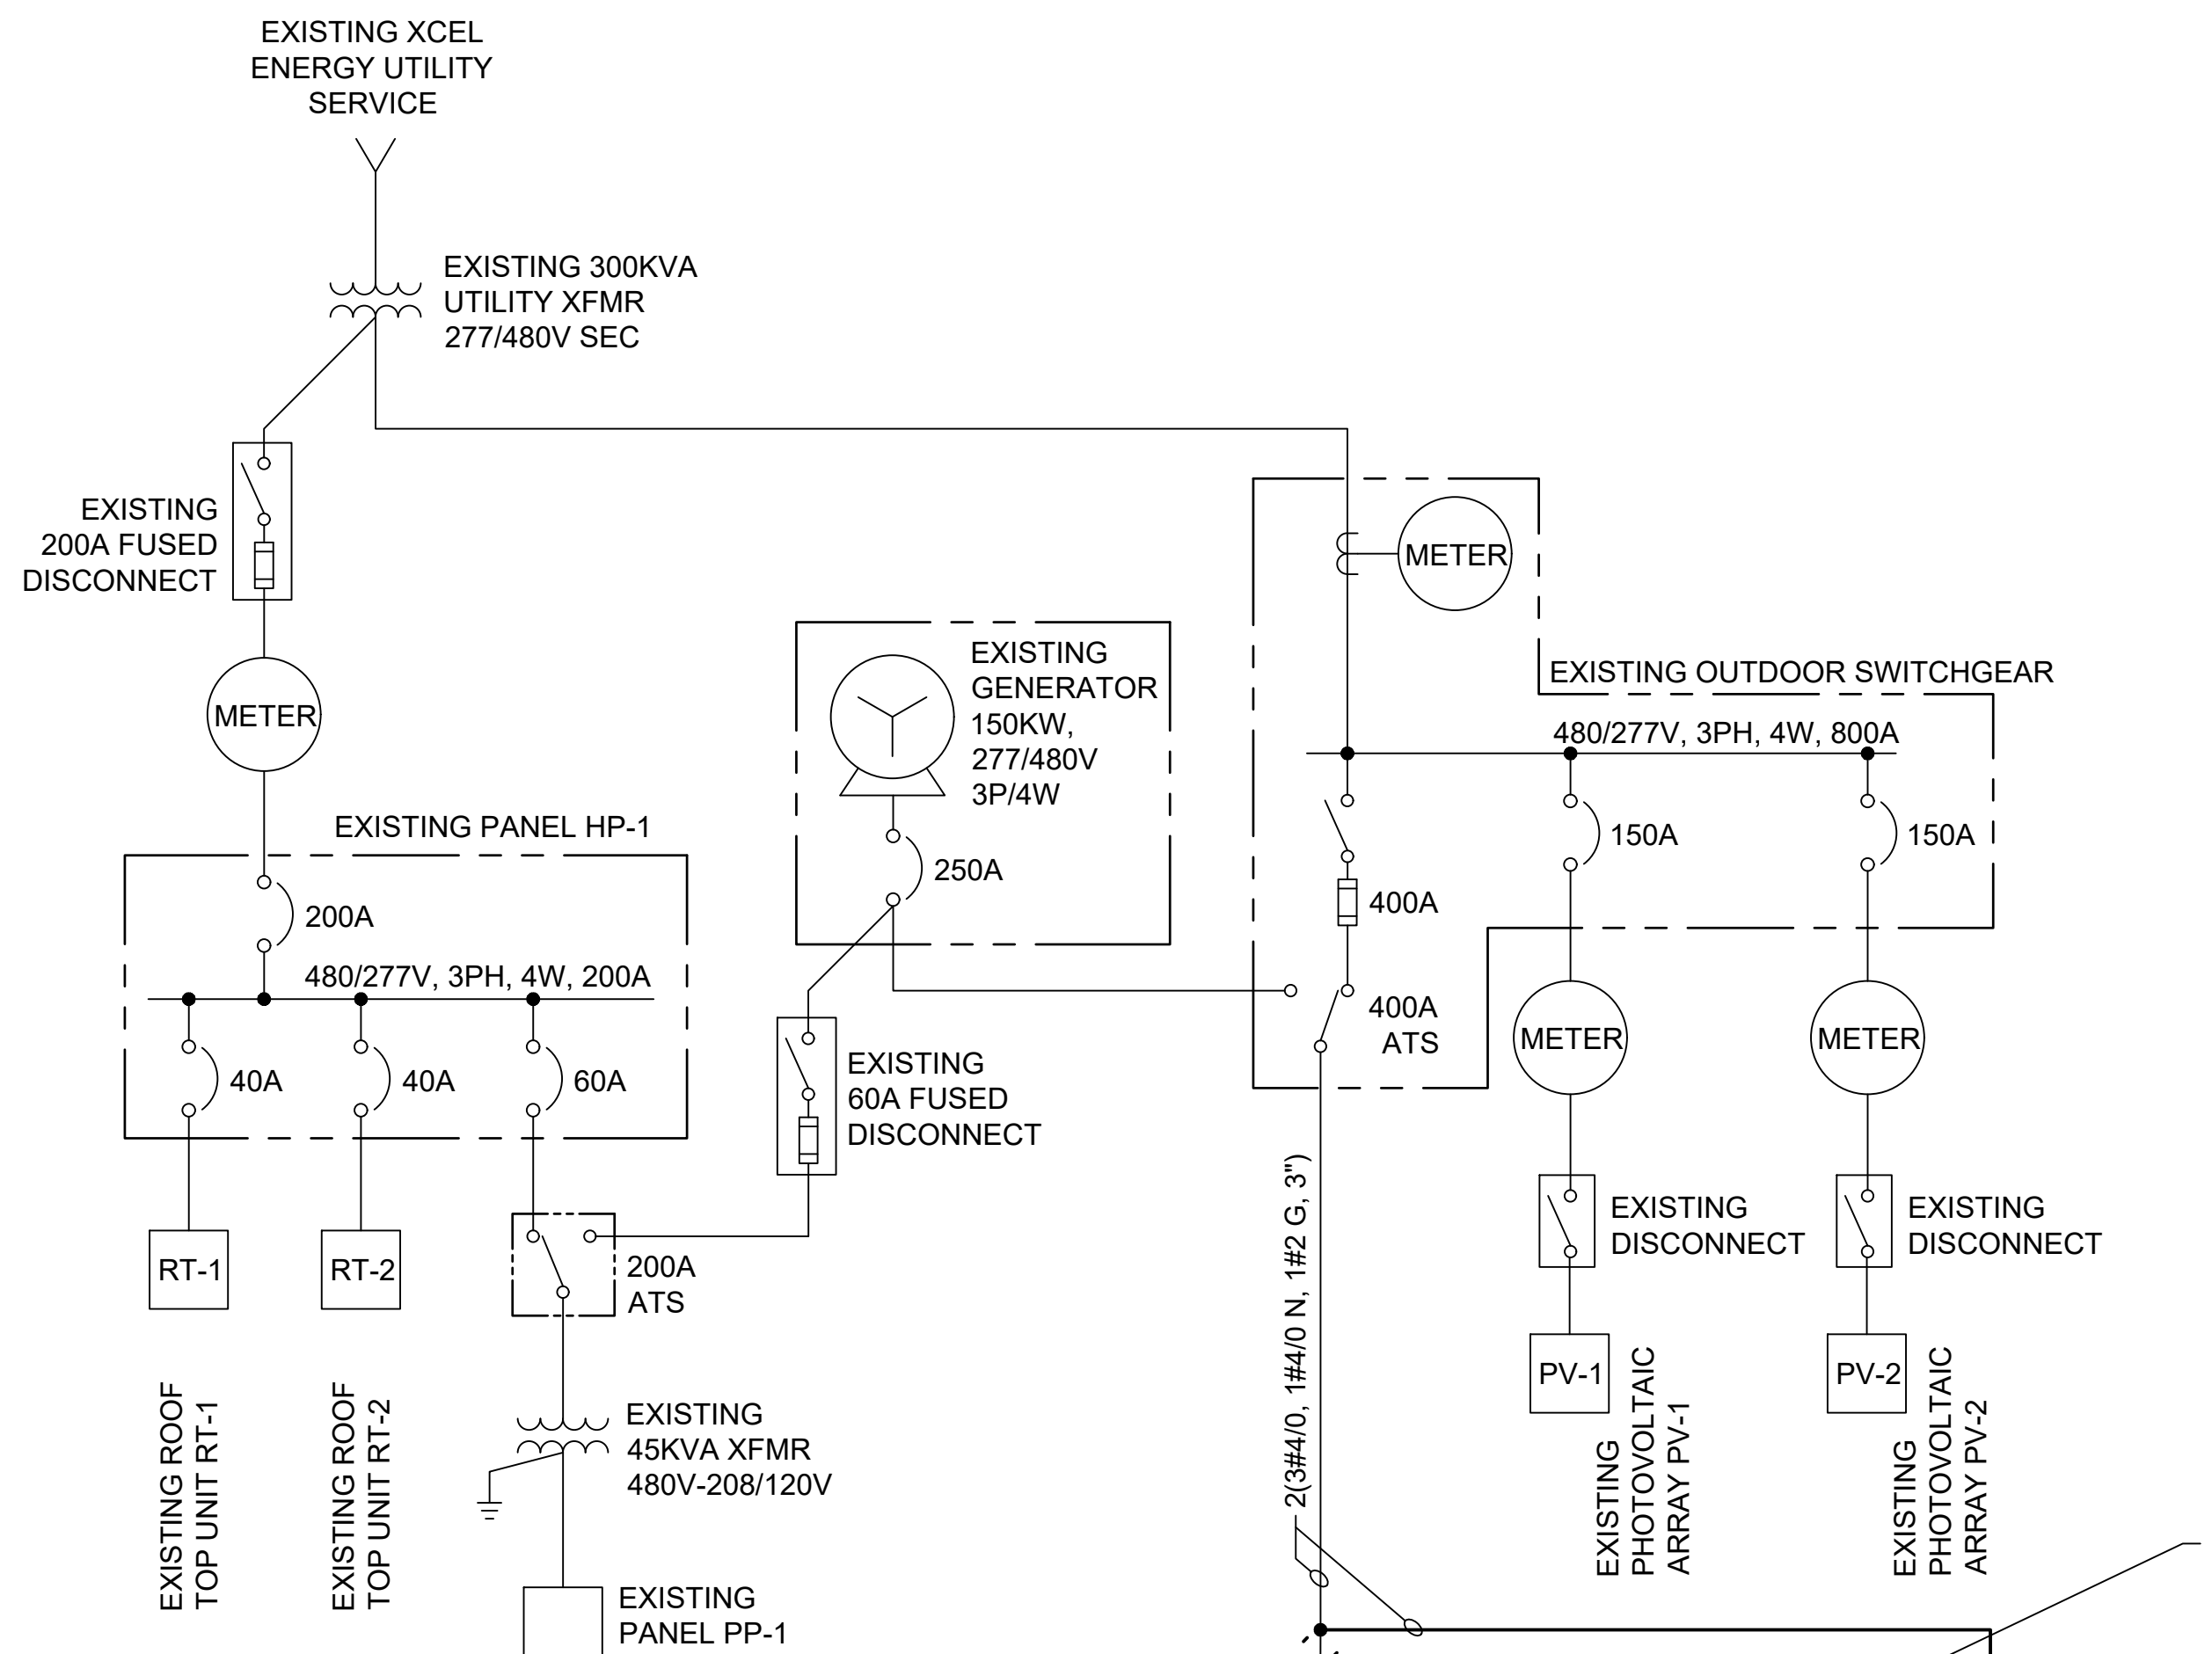 EXISTING XCEL
ENERGY UTILITY
SERVICE
EXISTING 300KVA
UTILITY XFMR
277/480V SEC
EXISTING
200A FUSED
DISCONNECT
METER
METER
EXISTING OUTDOOR SWITCHGEAR
480/277V, 3PH, 4W, 800A
EXISTING
GENERATOR
150KW,
277/480V
3P/4W
250A
EXISTING PANEL HP-1
200A
480/277V, 3PH, 4W, 200A
40A
40A
60A
400A
150A
150A
400A
ATS
METER
METER
EXISTING
60A FUSED
DISCONNECT
EXISTING
DISCONNECT
EXISTING
DISCONNECT
RT-1
RT-2
200A
ATS
2(3#4/0, 1#4/0 N, 1#2 G, 3")
PV-1
PV-2
EXISTING ROOF
TOP UNIT RT-1
EXISTING ROOF
TOP UNIT RT-2
EXISTING
45KVA XFMR
480V-208/120V
EXISTING
PHOTOVOLTAIC
ARRAY PV-1
EXISTING
PHOTOVOLTAIC
ARRAY PV-2
EXISTING
PANEL PP-1